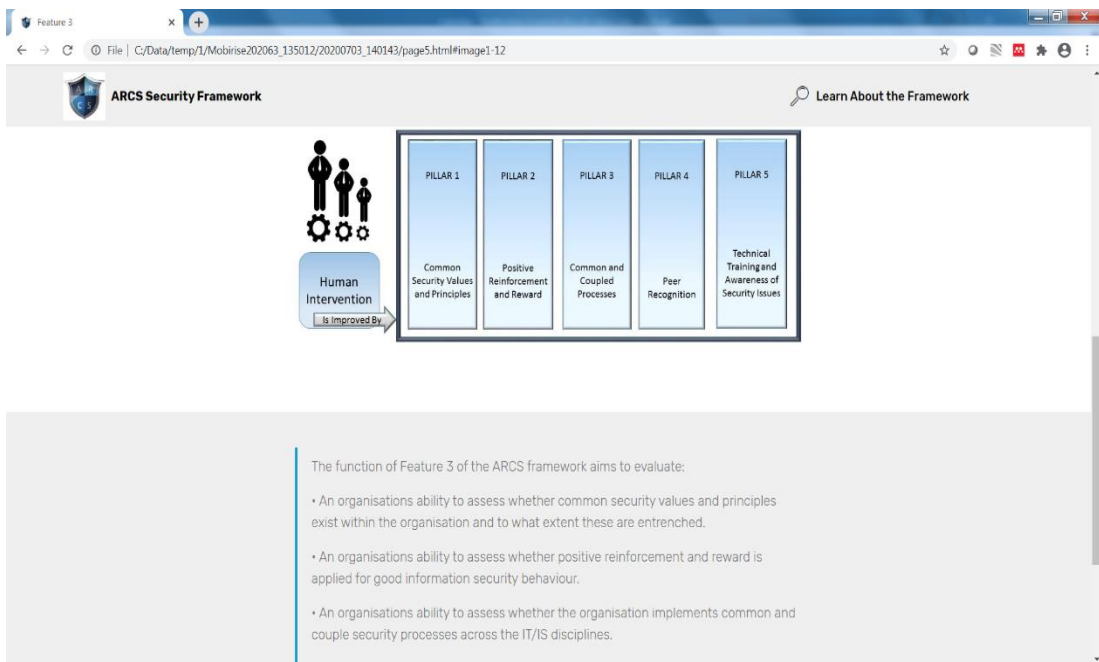 Feature 3
File | C:/Data/temp/1/Mobirise202063_135012/20200703_140143/page5.html#image1-12
A R
C S
ARCS Security Framework
Learn About the Framework
PILLAR 1
Common
Security Values
and Principles
PILLAR 2
Positive
Reinforcement
and Reward
PILLAR 3
Common and
Coupled
Processes
PILLAR 4
Peer
Recognition
PILLAR 5
Technical
Training and
Awareness of
Security Issues
Human
Intervention
Is Improved By
The function of Feature 3 of the ARCS framework aims to evaluate:
• An organisations ability to assess whether common security values and principles
exist within the organisation and to what extent these are entrenched.
• An organisations ability to assess whether positive reinforcement and reward is
applied for good information security behaviour.
• An organisations ability to assess whether the organisation implements common and
couple security processes across the IT/IS disciplines.